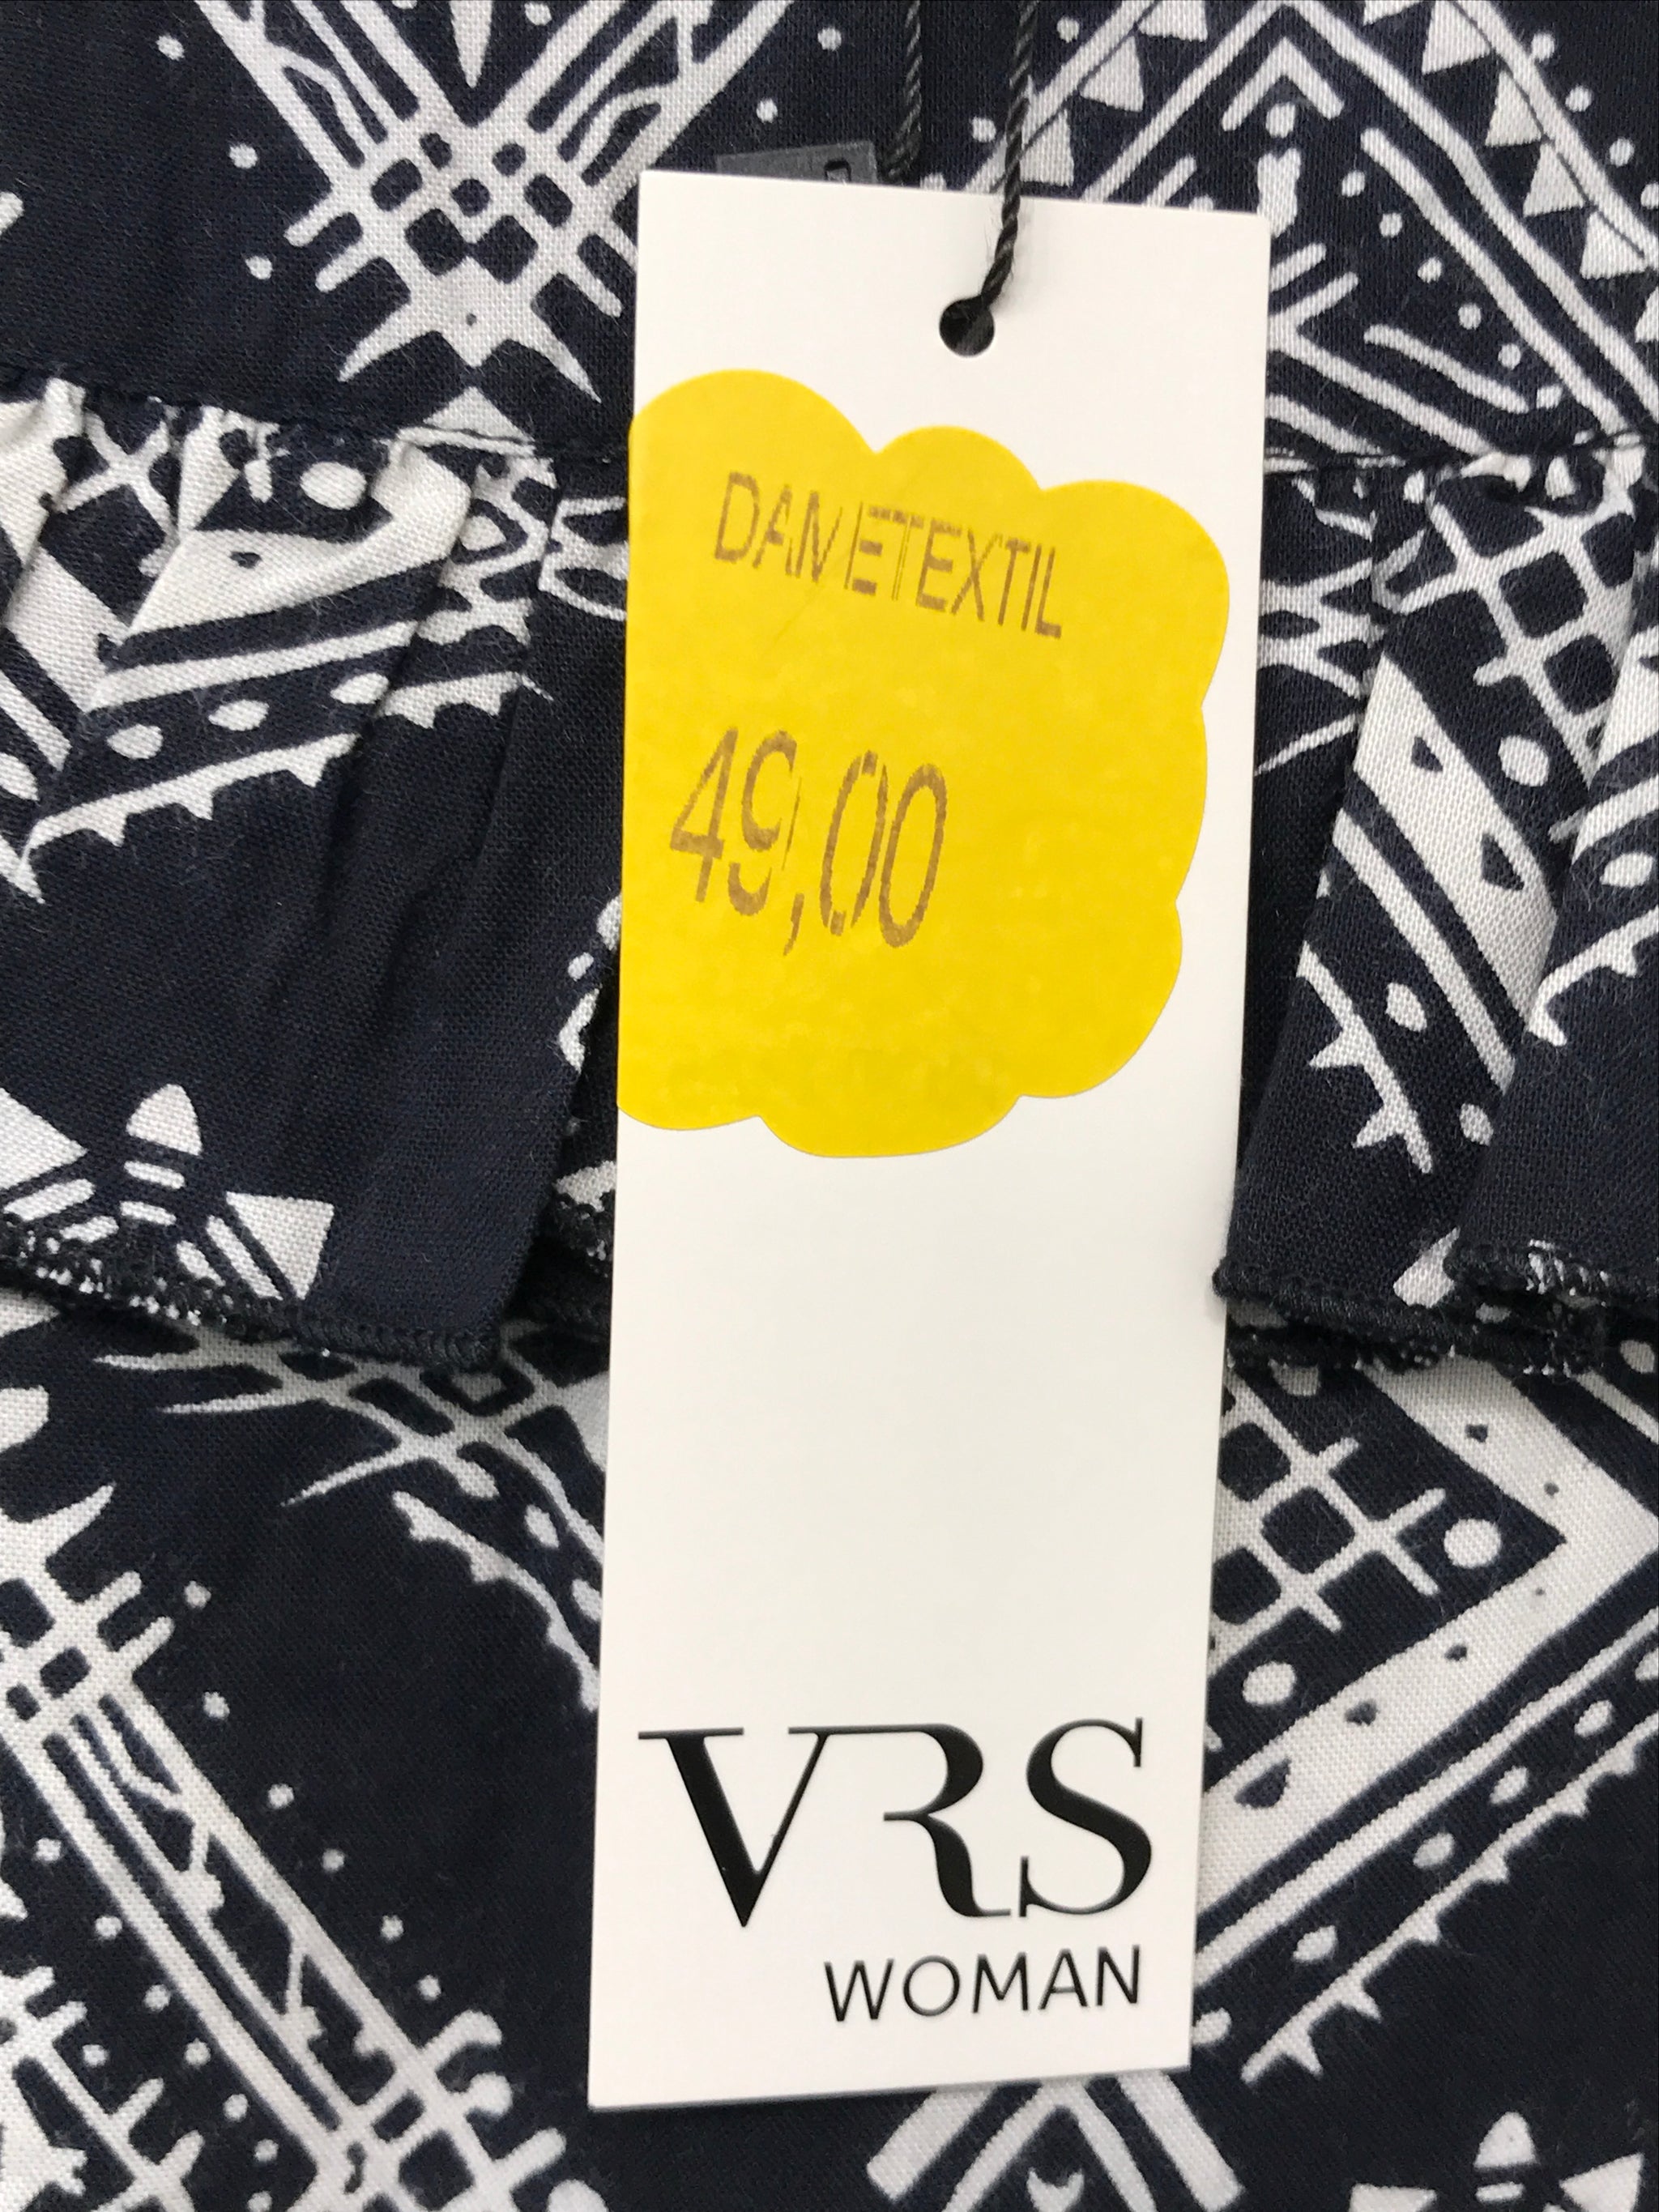 DAMETEXTIL
49,00
VRS
WOMAN